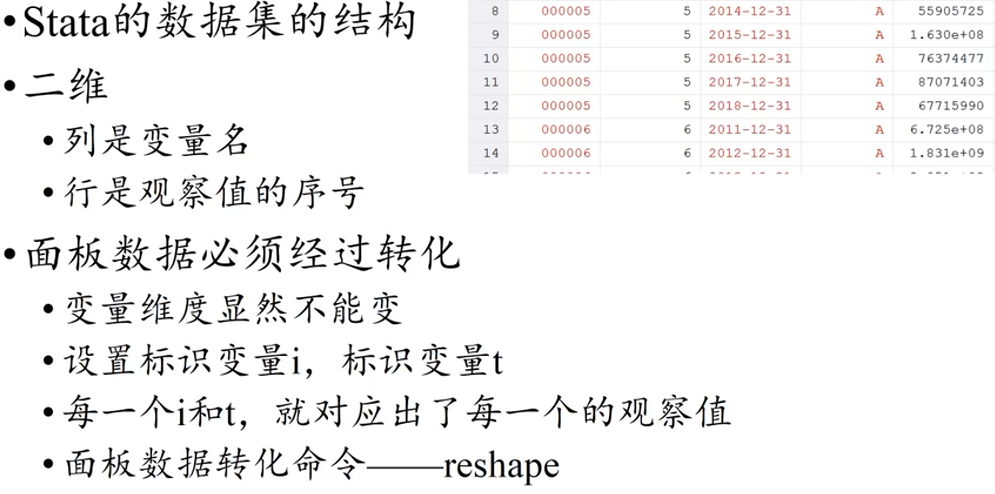 •Stata的数据集的结构
•二维
•列是变量名
•行是观察值的序号
•面板数据必须经过转化
•变量维度显然不能变
•设置标识变量i，标识变量t
•每一个i和t，就对应出了每一个的观察值
•面板数据转化命令——reshape
8 000005 5 2014-12-31 A 55905725
9 000005 5 2015-12-31 A 1.630e+08
10 000005 5 2016-12-31 A 76374477
11 000005 5 2017-12-31 A 87071403
12 000005 5 2018-12-31 A 67715990
13 000006 6 2011-12-31 A 6.725e+08
14 000006 6 2012-12-31 A 1.831e+09